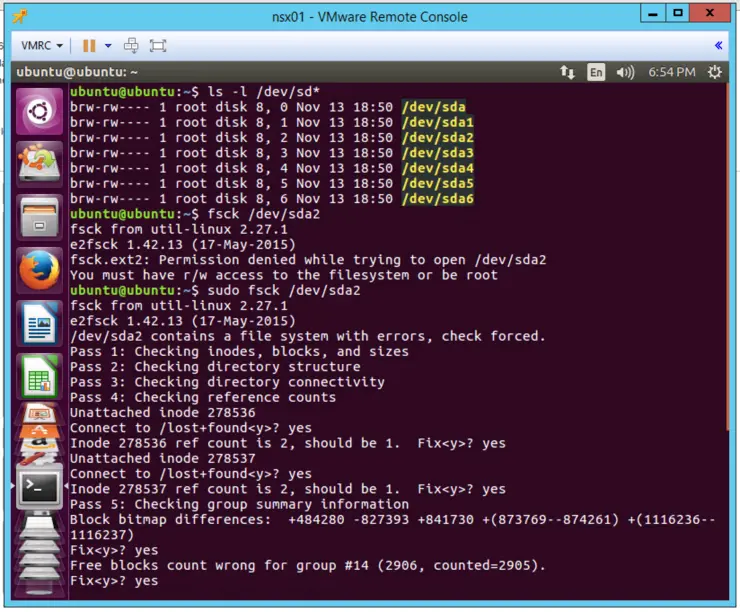 nsx01 - VMware Remote Console
VMRC
ubuntu@ubuntu: ~
En
6:54 PM
ubuntu@ubuntu:~$ ls -l /dev/sd*
brw-rw---- 1 root disk 8, 0 Nov 13 18:50 /dev/sda
brw-rw---- 1 root disk 8, 1 Nov 13 18:50 /dev/sda1
brw-rw---- 1 root disk 8, 2 Nov 13 18:50 /dev/sda2
brw-rw---- 1 root disk 8, 3 Nov 13 18:50 /dev/sda3
brw-rw---- 1 root disk 8, 4 Nov 13 18:50 /dev/sda4
brw-rw---- 1 root disk 8, 5 Nov 13 18:50 /dev/sda5
brw-rw---- 1 root disk 8, 6 Nov 13 18:50 /dev/sda6
ubuntu@ubuntu:~$ fsck /dev/sda2
fsck from util-linux 2.27.1
e2fsck 1.42.13 (17-May-2015)
fsck.ext2: Permission denied while trying to open /dev/sda2
You must have r/w access to the filesystem or be root
ubuntu@ubuntu:~$ sudo fsck /dev/sda2
fsck from util-linux 2.27.1
e2fsck 1.42.13 (17-May-2015)
/dev/sda2 contains a file system with errors, check forced.
Pass 1: Checking inodes, blocks, and sizes
Pass 2: Checking directory structure
Pass 3: Checking directory connectivity
Pass 4: Checking reference counts
Unattached inode 278536
Connect to /lost+found<y>? yes
Inode 278536 ref count is 2, should be 1.  Fix<y>? yes
Unattached inode 278537
Connect to /lost+found<y>? yes
Inode 278537 ref count is 2, should be 1.  Fix<y>? yes
Pass 5: Checking group summary information
Block bitmap differences:  +484280 -827393 +841730 +(873769--874261) +(1116236--
1116237)
Fix<y>? yes
Free blocks count wrong for group #14 (2906, counted=2905).
Fix<y>? yes